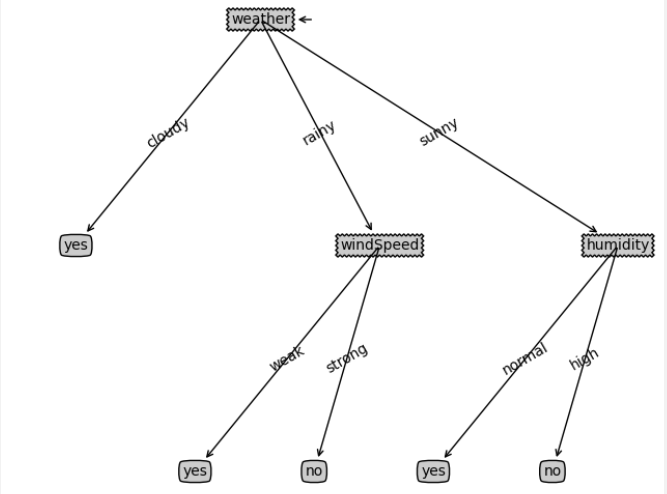 weather
cloudy
rainy
sunny
yes
windSpeed
humidity
weak
strong
normal
high
yes
no
yes
no